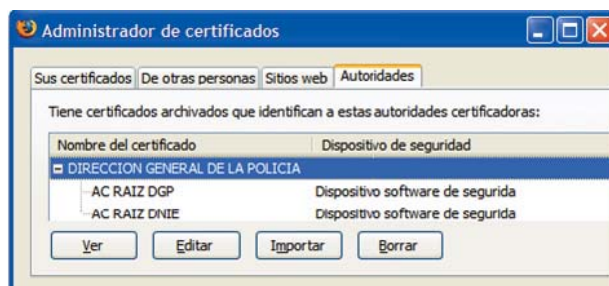 Administrador de certificados
Sus certificados De otras personas Sitios web Autoridades
Tiene certificados archivados que identifican a estas autoridades certificadoras:
Nombre del certificado Dispositivo de seguridad
DIRECCION GENERAL DE LA POLICIA
AC RAIZ DGP Dispositivo software de segurida
AC RAIZ DNIE Dispositivo software de segurida
Ver Editar Importar Borrar